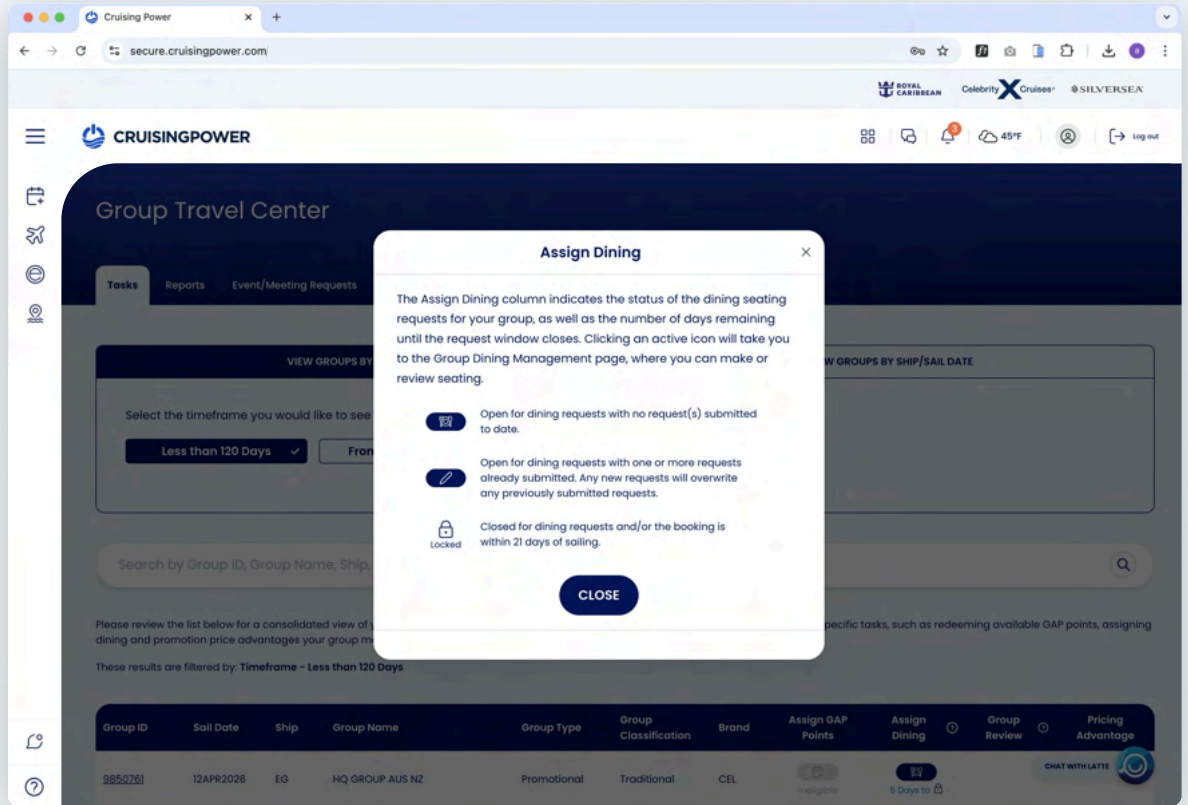 Cruising Power
secure.cruisingpower.com
ROYAL CARIBBEAN
Celebrity X Cruises
SILVERSEA
CRUISINGPOWER
3
45°F
Log out
Group Travel Center
Tasks
Reports
Event/Meeting Requests
VIEW GROUPS BY
W GROUPS BY SHIP/SAIL DATE
Select the timeframe you would like to see
Less than 120 Days
From
Search by Group ID, Group Name, Ship,
Assign Dining
The Assign Dining column indicates the status of the dining seating
requests for your group, as well as the number of days remaining
until the request window closes. Clicking an active icon will take you
to the Group Dining Management page, where you can make or
review seating.
Open for dining requests with no request(s) submitted
to date.
Open for dining requests with one or more requests
already submitted. Any new requests will overwrite
any previously submitted requests.
Locked
Closed for dining requests and/or the booking is
within 21 days of sailing.
CLOSE
Please review the list below for a consolidated view of
pecific tasks, such as redeeming available GAP points, assigning
dining and promotion price advantages your group m
These results are filtered by: Timeframe - Less than 120 Days
Group ID
Sail Date
Ship
Group Name
Group Type
Group Classification
Brand
Assign GAP Points
Assign Dining
Group Review
Pricing Advantage
9850761
12APR2026
EG
HQ GROUP AUS NZ
Promotional
Traditional
CEL
Ineligible
5 Days to
CHAT WITH LATTE